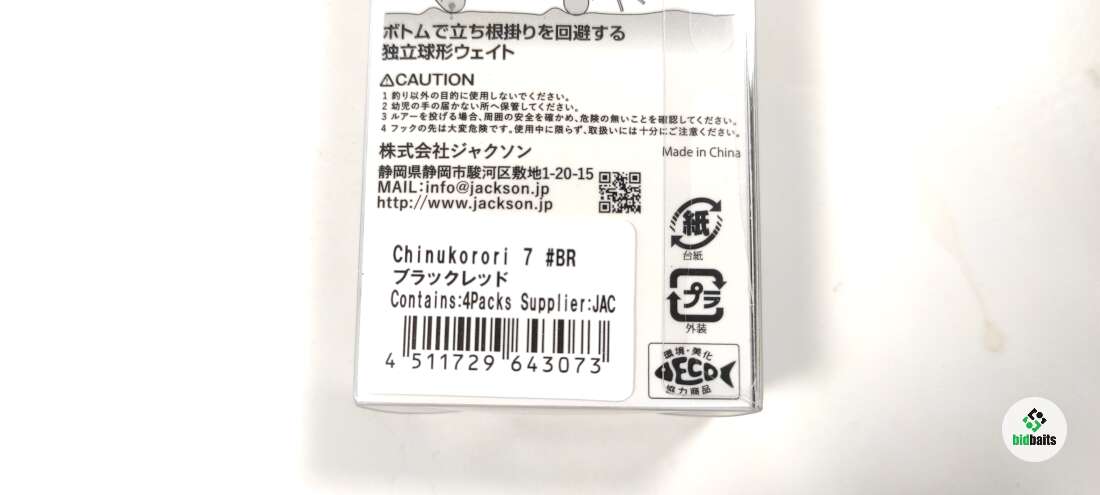 ボトムで立ち根掛りを回避する
独立球形ウェイト
⚠CAUTION
1 釣り以外の目的に使用しないでください。
2 幼児の手の届かない所へ保管してください。
3 ルアーを投げる場合、周囲の安全を確かめ、危険の無いことを確認してください。
4 フックの先は大変危険です。使用中に限らず、取扱いには十分にご注意ください。
株式会社ジャクソン
Made in China
静岡県静岡市駿河区敷地1-20-15
MAIL:info@jackson.jp
http://www.jackson.jp
紙
台紙
Chinukorori 7 #BR
ブラックレッド
Contains:4Packs Supplier:JAC
4 511729 643073
プラ
外装
環境・美化
ECO
協力商品
bidbaits